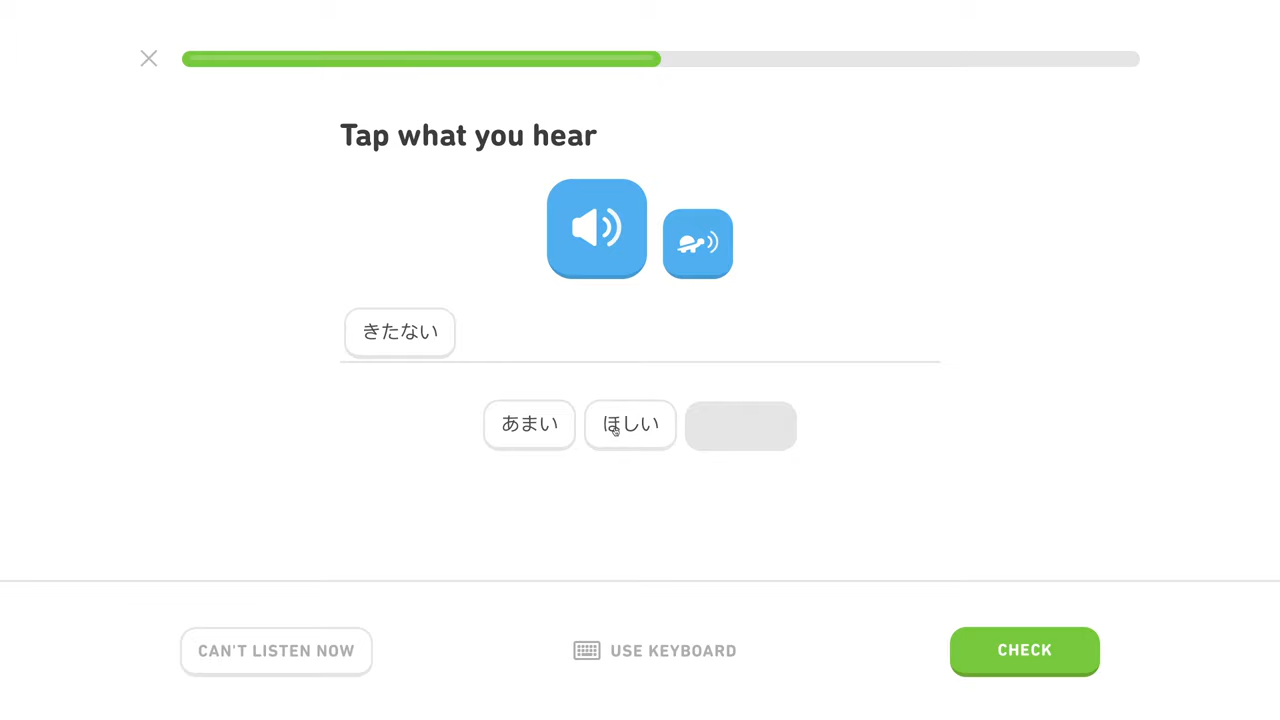 Tap what you hear
きたない
あまい ほしい
CAN'T LISTEN NOW USE KEYBOARD CHECK